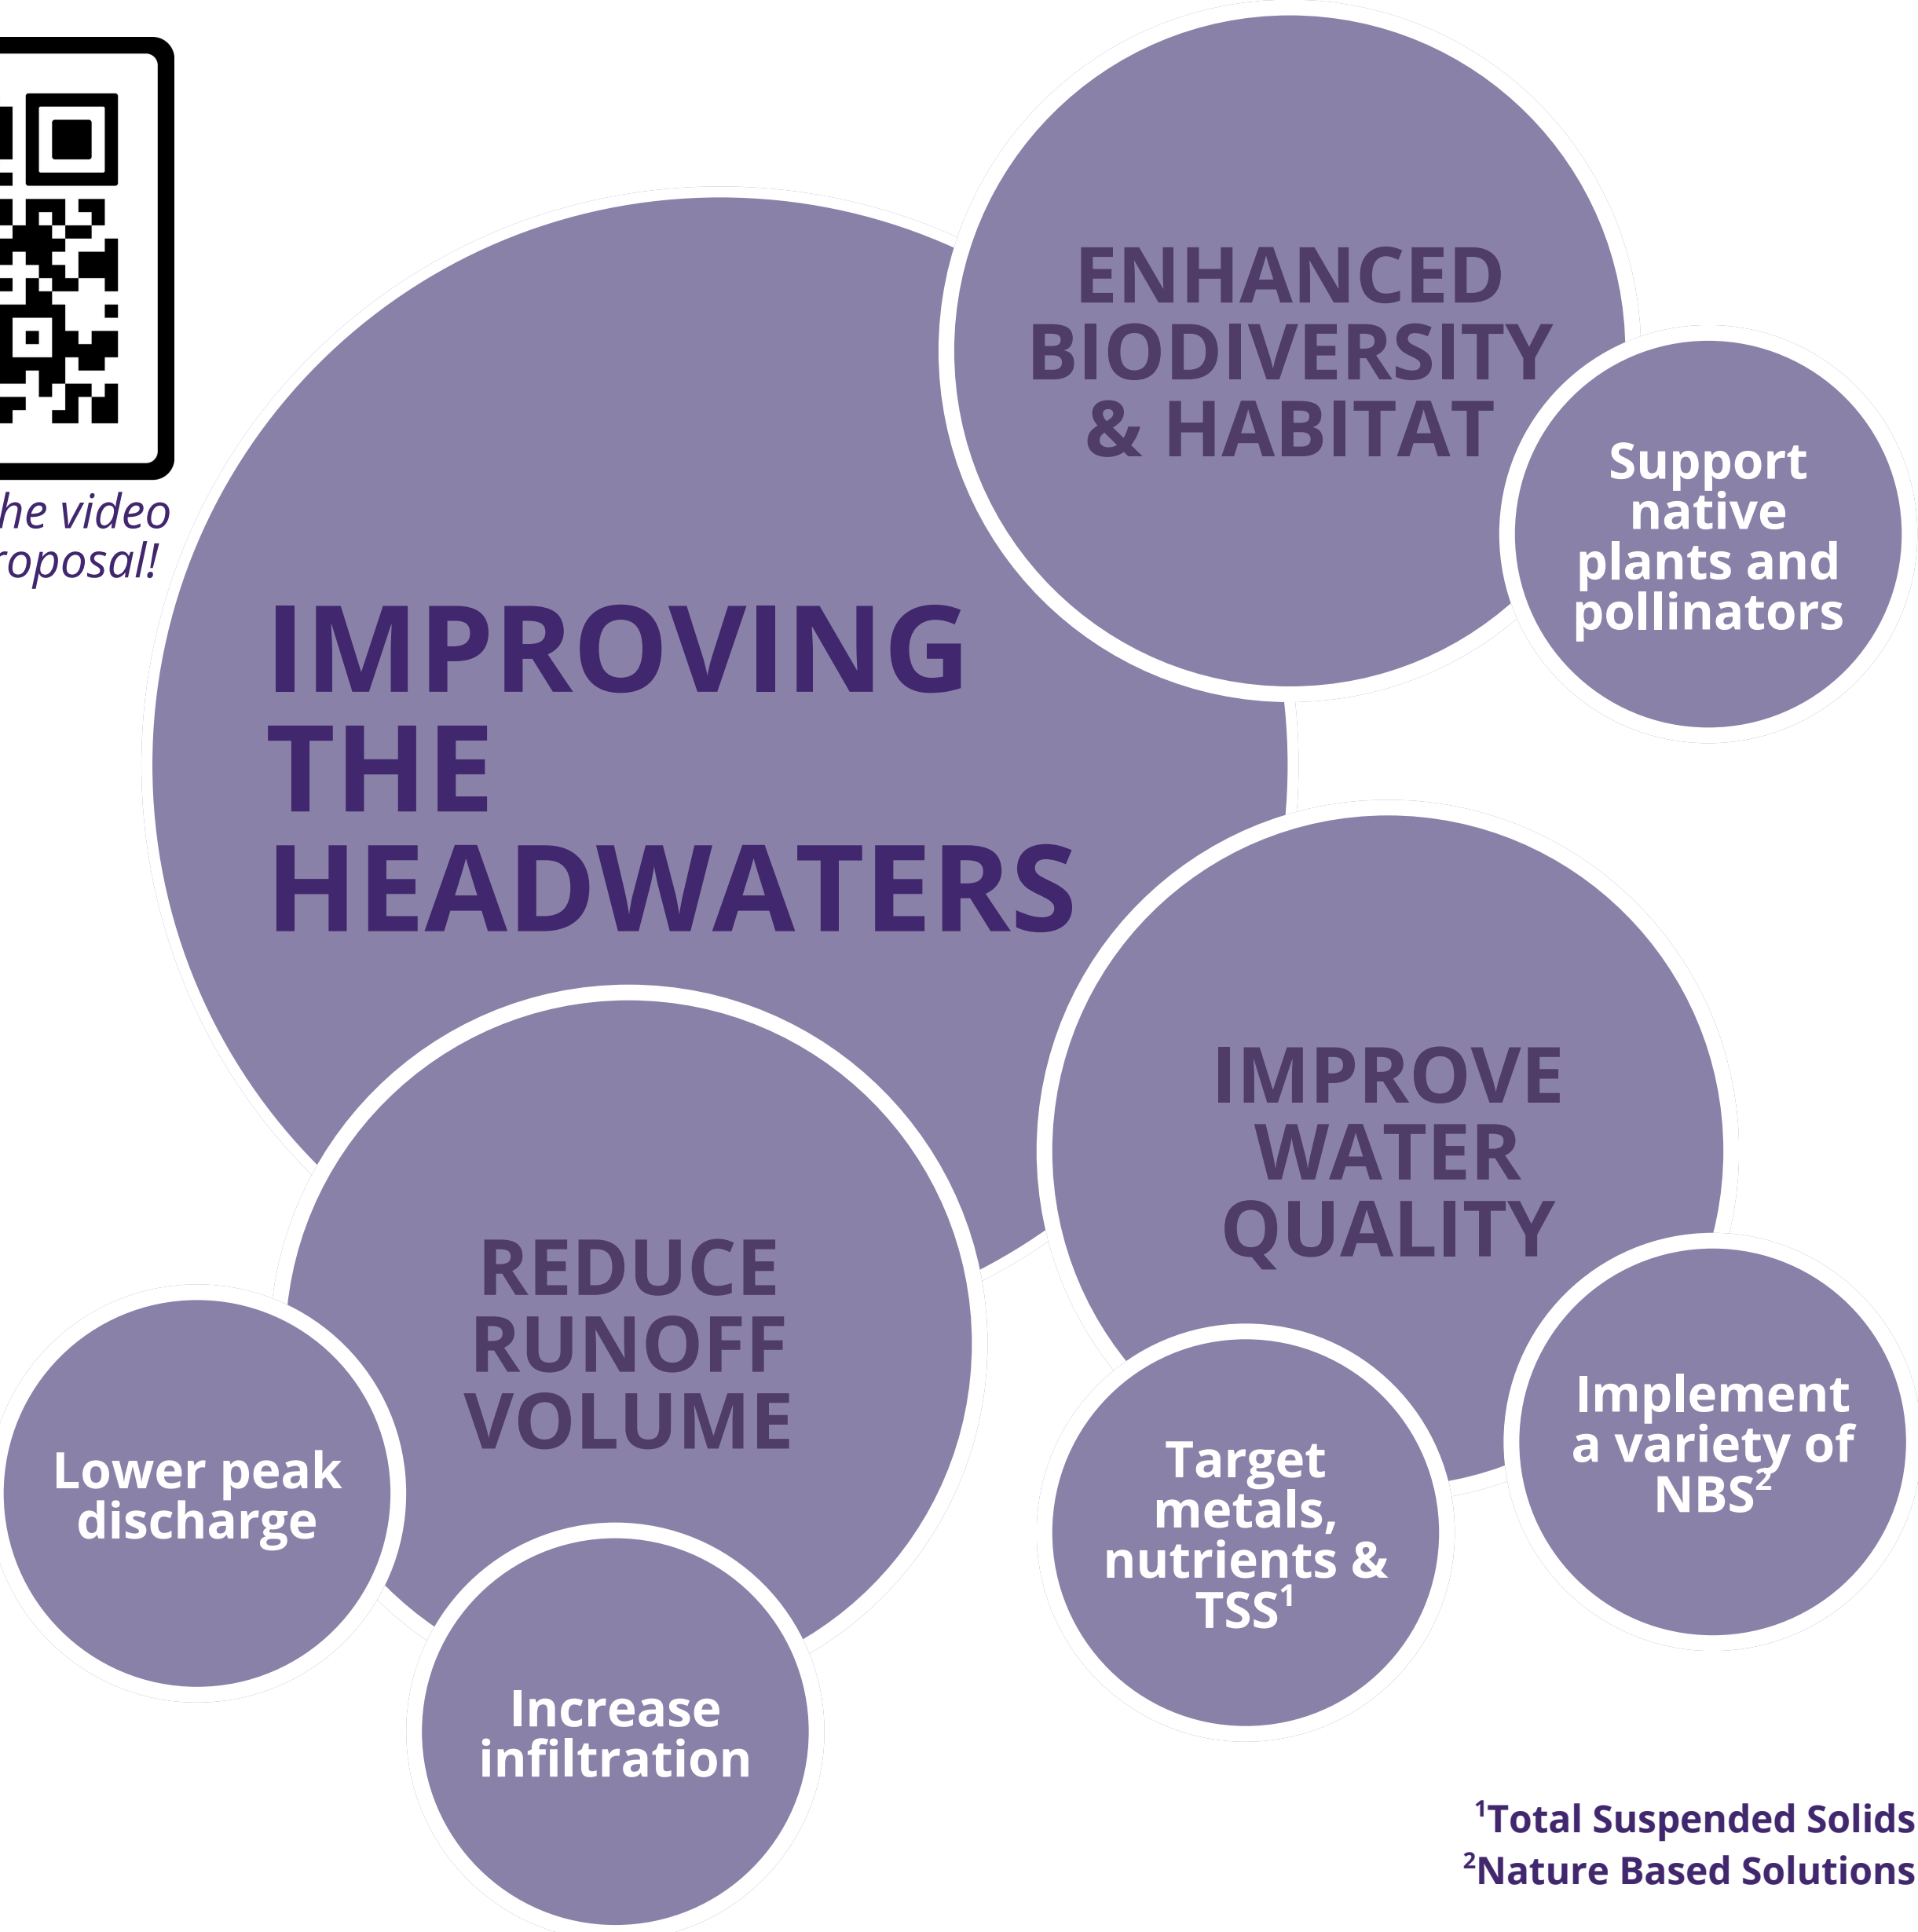 he video
roposal!
IMPROVING
THE
HEADWATERS
ENHANCED
BIODIVERSITY
& HABITAT
Support
native
plants and
pollinators
IMPROVE
WATER
QUALITY
Target
metals,
nutrients &
TSS¹
Implement
a variety of
NBS²
REDUCE
RUNOFF
VOLUME
Lower peak
discharge
Increase
infiltration
¹Total Suspended Solids
²Nature Based Solutions